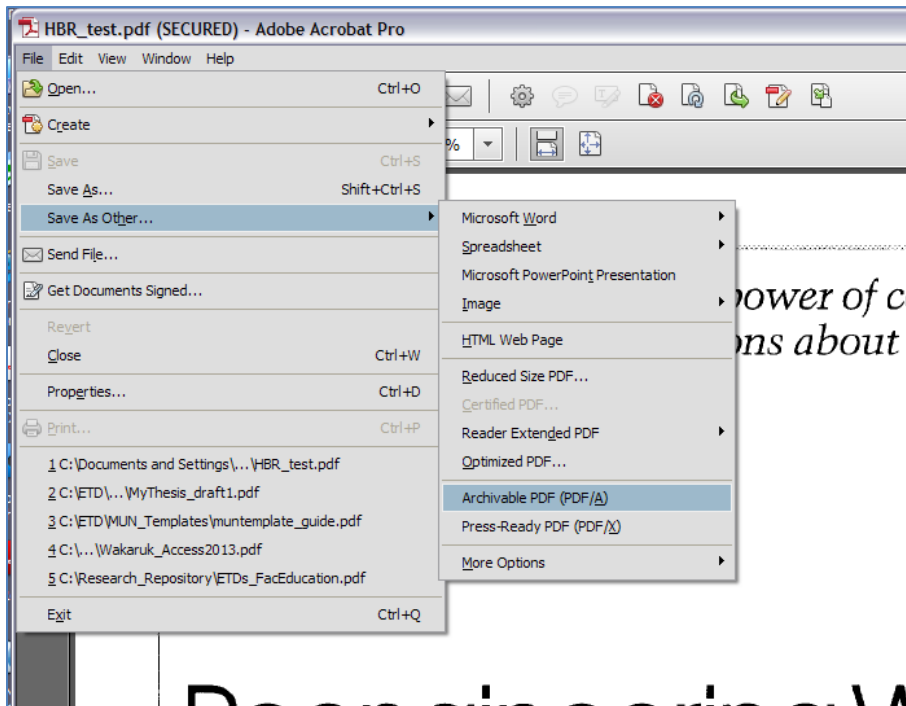 HBR_test.pdf (SECURED) - Adobe Acrobat Pro
File Edit View Window Help
Open... Ctrl+O
Create
Save Ctrl+S
Save As... Shift+Ctrl+S
Save As Other...
Send File...
Get Documents Signed...
Revert
Close Ctrl+W
Properties... Ctrl+D
Print... Ctrl+P
1 C:\Documents and Settings\...\HBR_test.pdf
2 C:\ETD\...\MyThesis_draft1.pdf
3 C:\ETD\MUN_Templates\muntemplate_guide.pdf
4 C:\...\Wakaruk_Access2013.pdf
5 C:\Research_Repository\ETDs_FacEducation.pdf
Exit Ctrl+Q
%
Microsoft Word
Spreadsheet
Microsoft PowerPoint Presentation
Image
HTML Web Page
Reduced Size PDF...
Certified PDF...
Reader Extended PDF
Optimized PDF...
Archivable PDF (PDF/A)
Press-Ready PDF (PDF/X)
More Options
power of c
ons about